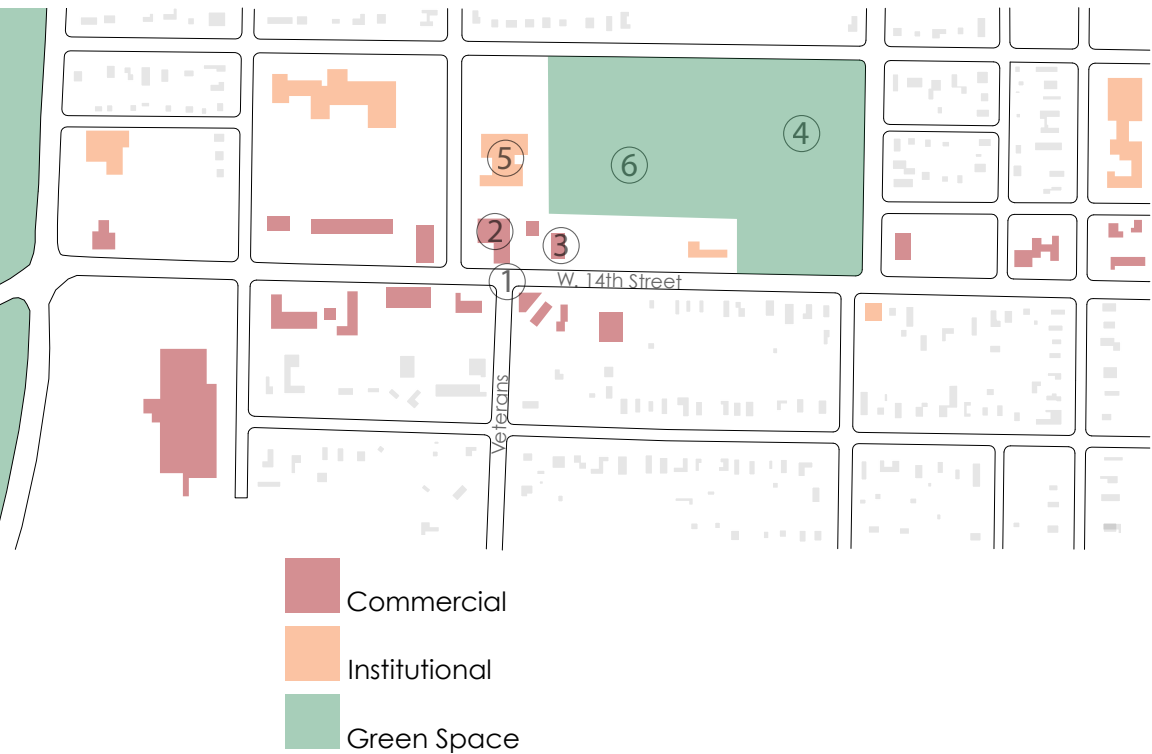 4
5
6
2
3
1
W. 14th Street
Veterans
Commercial
Institutional
Green Space